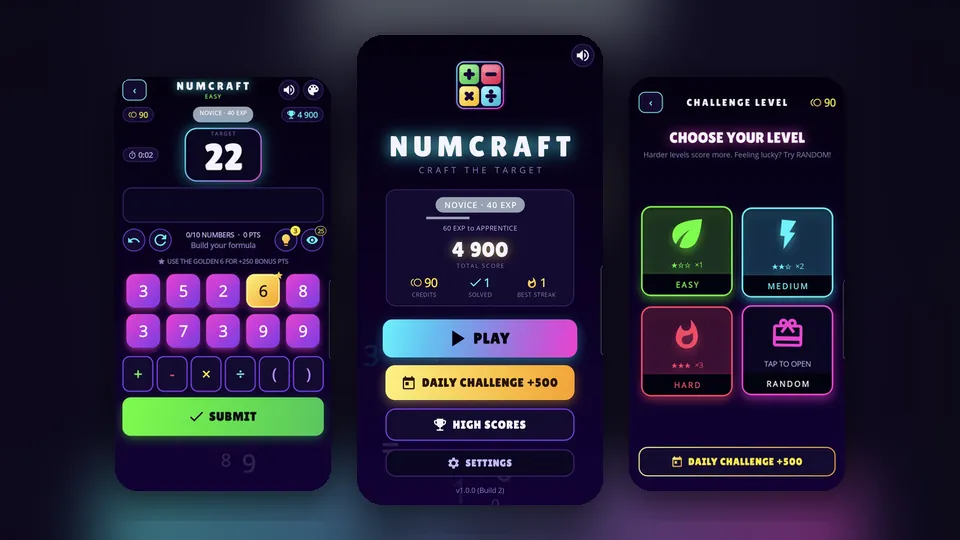 NUMCRAFT
EASY
90
NOVICE · 40 EXP
4 900
TARGET
22
0:02
0/10 NUMBERS · 0 PTS
Build your formula
3
25
USE THE GOLDEN 6 FOR +250 BONUS PTS
3 5 2 6 8
3 7 3 9 9
+ - × ÷ ( )
SUBMIT
8 9
NUMCRAFT
CRAFT THE TARGET
NOVICE · 40 EXP
60 EXP to APPRENTICE
4 900
TOTAL SCORE
90 1 1
CREDITS SOLVED BEST STREAK
PLAY
DAILY CHALLENGE +500
HIGH SCORES
SETTINGS
v1.0.0 (Build 2)
CHALLENGE LEVEL
90
CHOOSE YOUR LEVEL
Harder levels score more. Feeling lucky? Try RANDOM!
★☆☆ ×1
EASY
★★☆ ×2
MEDIUM
★★★ ×3
HARD
TAP TO OPEN
RANDOM
DAILY CHALLENGE +500